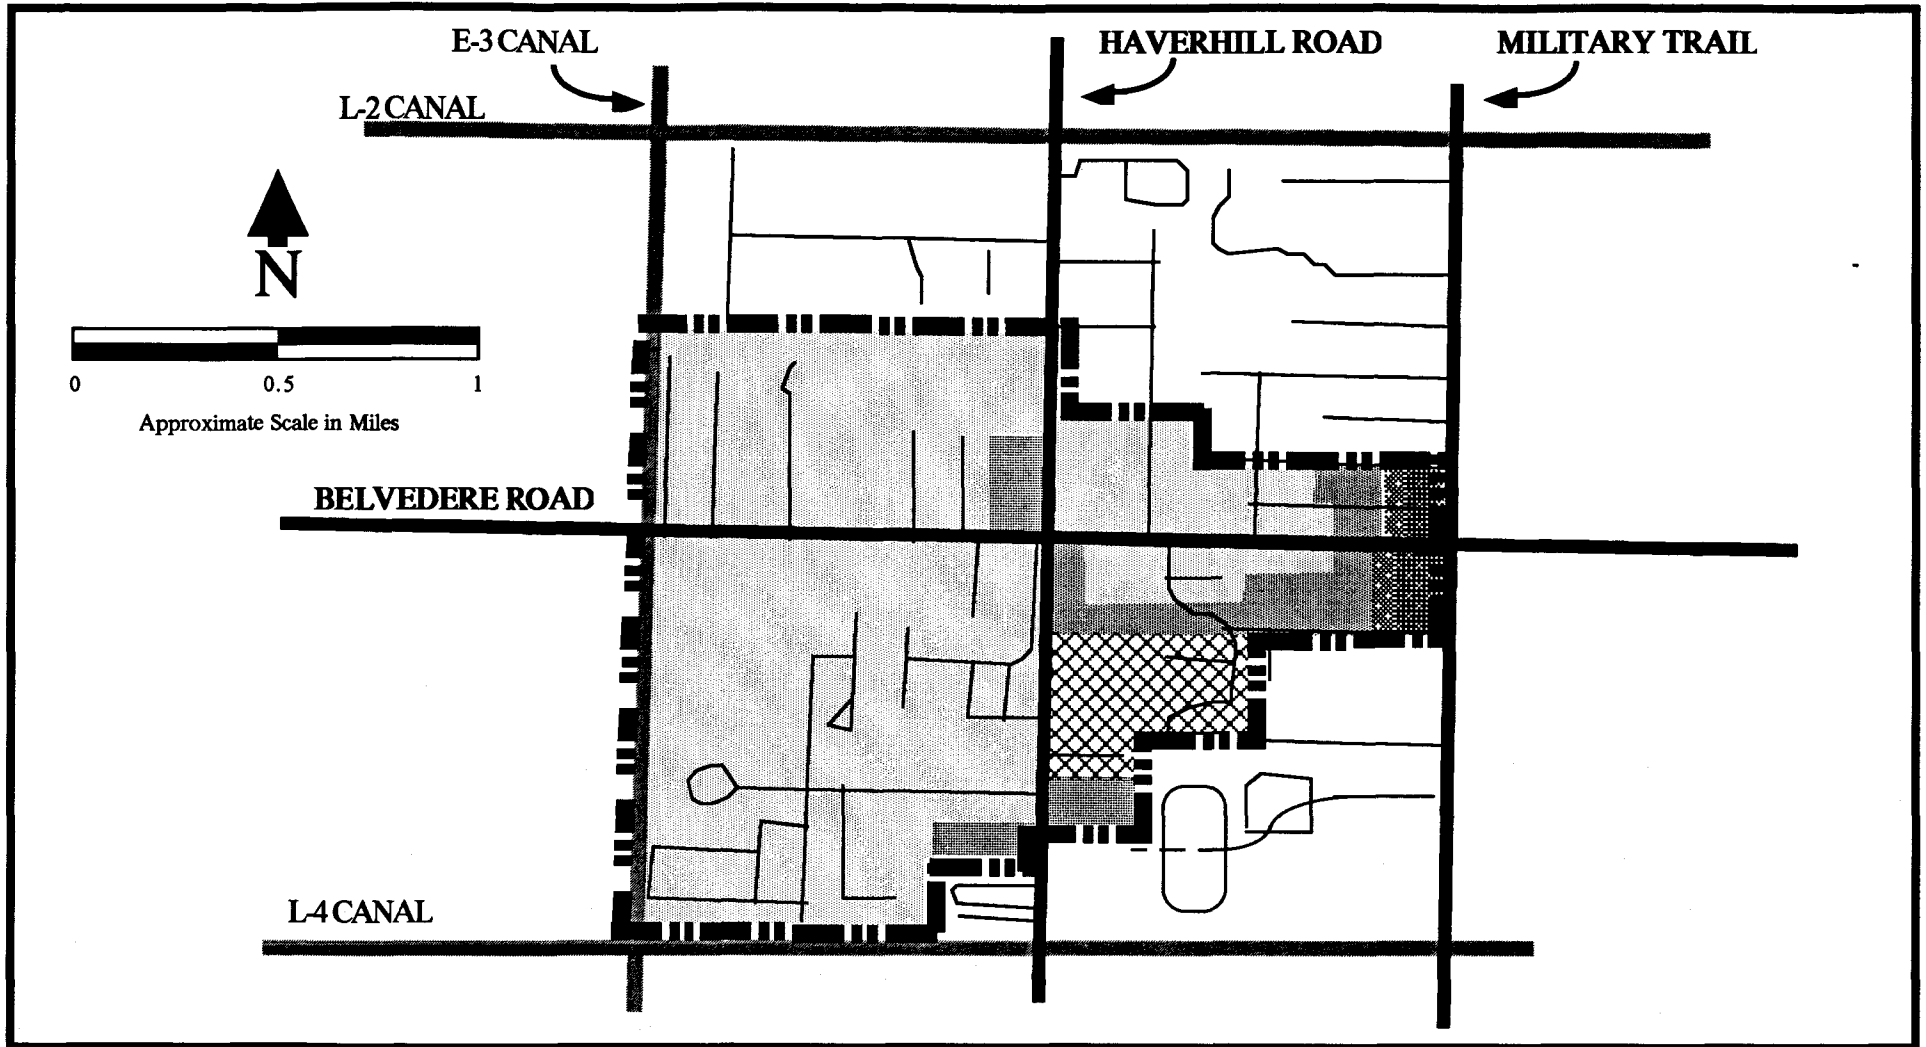 E-3 CANAL
HAVERHILL ROAD
MILITARY TRAIL
L-2 CANAL
N
0 0.5 1
Approximate Scale in Miles
BELVEDERE ROAD
L-4 CANAL